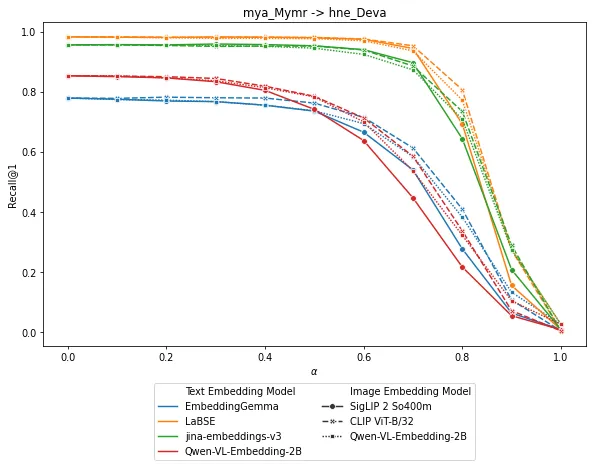 mya_Mymr -> hne_Deva
Recall@1
1.0
0.8
0.6
0.4
0.2
0.0
0.0 0.2 0.4 0.6 0.8 1.0
α
Text Embedding Model Image Embedding Model
EmbeddingGemma SigLIP 2 So400m
LaBSE CLIP ViT-B/32
jina-embeddings-v3 Qwen-VL-Embedding-2B
Qwen-VL-Embedding-2B